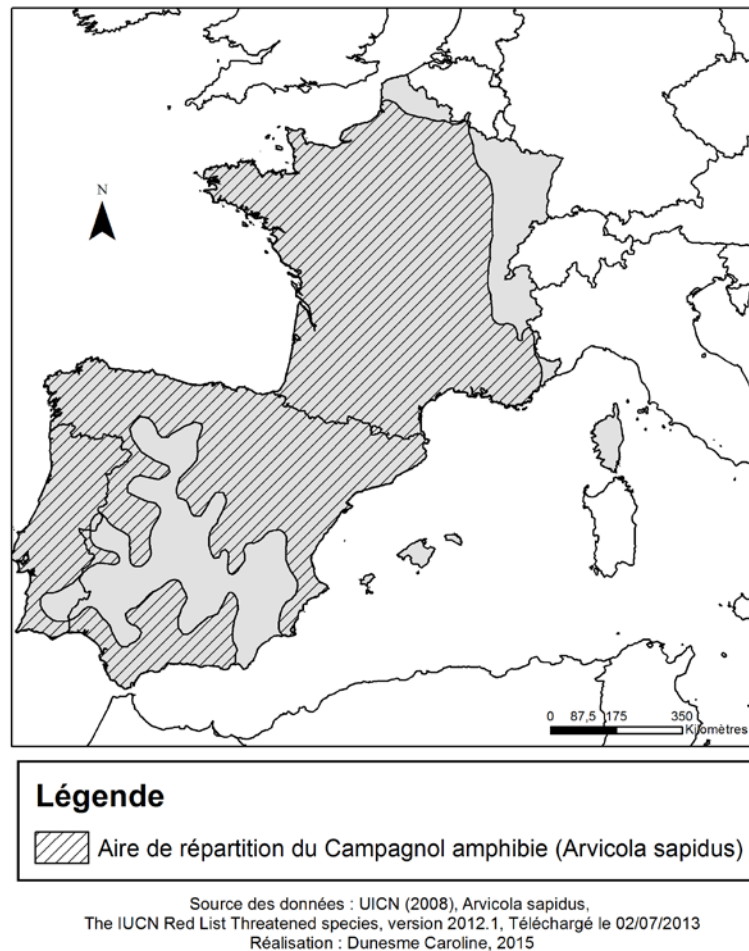 N
0 87,5 175 350
Kilomètres
Légende
Aire de répartition du Campagnol amphibie (Arvicola sapidus)
Source des données : UICN (2008), Arvicola sapidus,
The IUCN Red List Threatened species, version 2012.1, Téléchargé le 02/07/2013
Réalisation : Dunesme Caroline, 2015